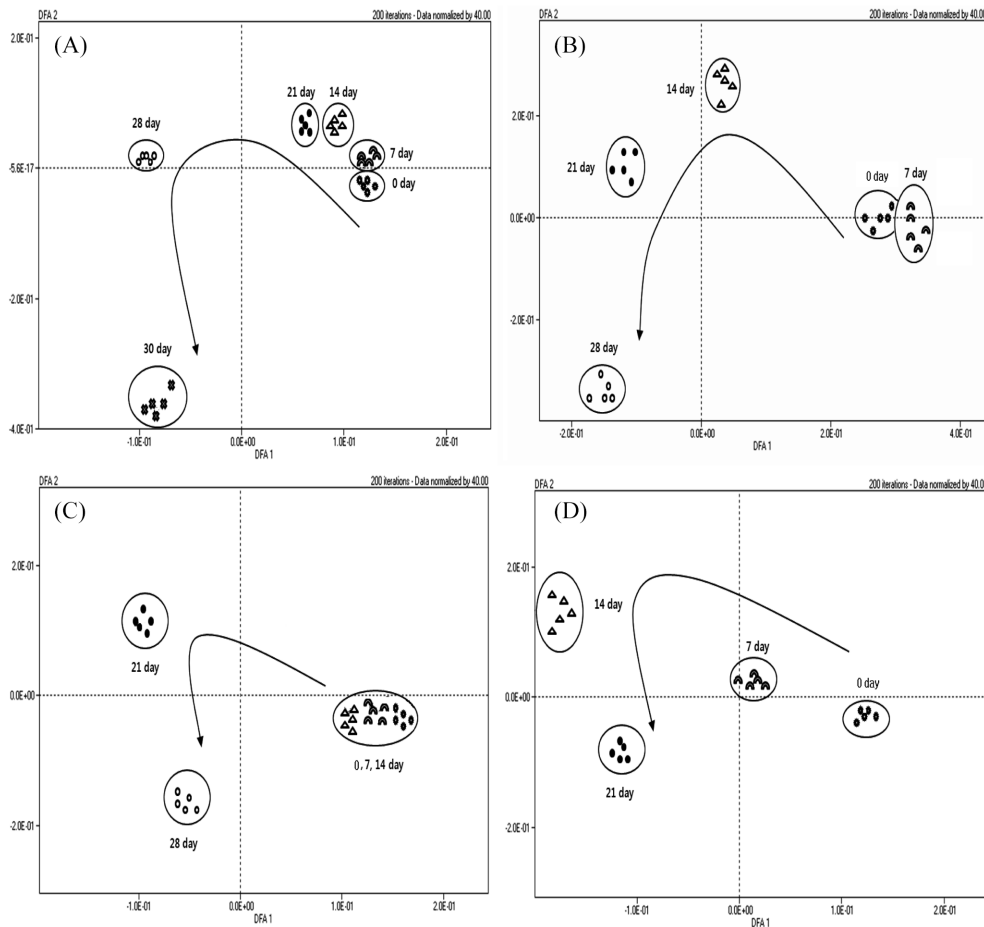 DFA 2
200 iterations - Data normalized by 40.00
(A)
2.0E-01
5.6E-17
-2.0E-01
-4.0E-01
21 day
14 day
28 day
7 day
0 day
30 day
-1.0E-01
0.0E+00
1.0E-01
2.0E-01
DFA 1
DFA 2
200 iterations - Data normalized by 40.00
(B)
2.0E-01
0.0E+00
-2.0E-01
14 day
21 day
0 day
7 day
28 day
-2.0E-01
0.0E+00
2.0E-01
4.0E-01
DFA 1
DFA 2
200 iterations - Data normalized by 40.00
(C)
2.0E-01
0.0E+00
-2.0E-01
21 day
0, 7, 14 day
28 day
-1.0E-01
0.0E+00
1.0E-01
2.0E-01
DFA 1
DFA 2
200 iterations - Data normalized by 40.00
(D)
2.0E-01
0.0E+00
-2.0E-01
14 day
7 day
0 day
21 day
-1.0E-01
0.0E+00
1.0E-01
2.0E-01
DFA 1